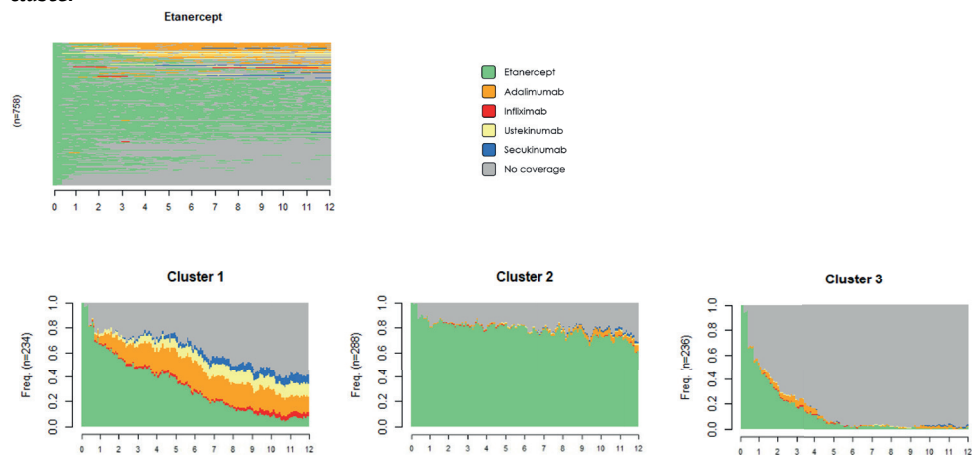 Etanercept
(n=758)
0 1 2 3 4 5 6 7 8 9 10 11 12
Etanercept
Adalimumab
Infliximab
Ustekinumab
Secukinumab
No coverage
Cluster 1
Freq. (n=234)
0.0 0.2 0.4 0.6 0.8 1.0
0 1 2 3 4 5 6 7 8 9 10 11 12
Cluster 2
Freq. (n=288)
0.0 0.2 0.4 0.6 0.8 1.0
0 1 2 3 4 5 6 7 8 9 10 11 12
Cluster 3
Freq. (n=236)
0.0 0.2 0.4 0.6 0.8 1.0
0 1 2 3 4 5 6 7 8 9 10 11 12